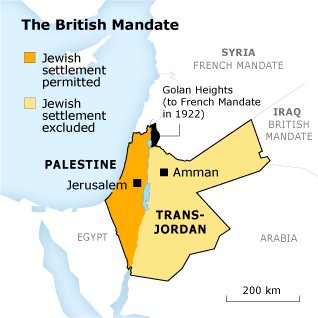 The British Mandate
Jewish
settlement
permitted
Jewish
settlement
excluded
SYRIA
FRENCH MANDATE
Golan Heights
(to French Mandate
in 1922)
IRAQ
BRITISH
MANDATE
PALESTINE
Jerusalem
Amman
TRANS-
JORDAN
EGYPT
ARABIA
200 km